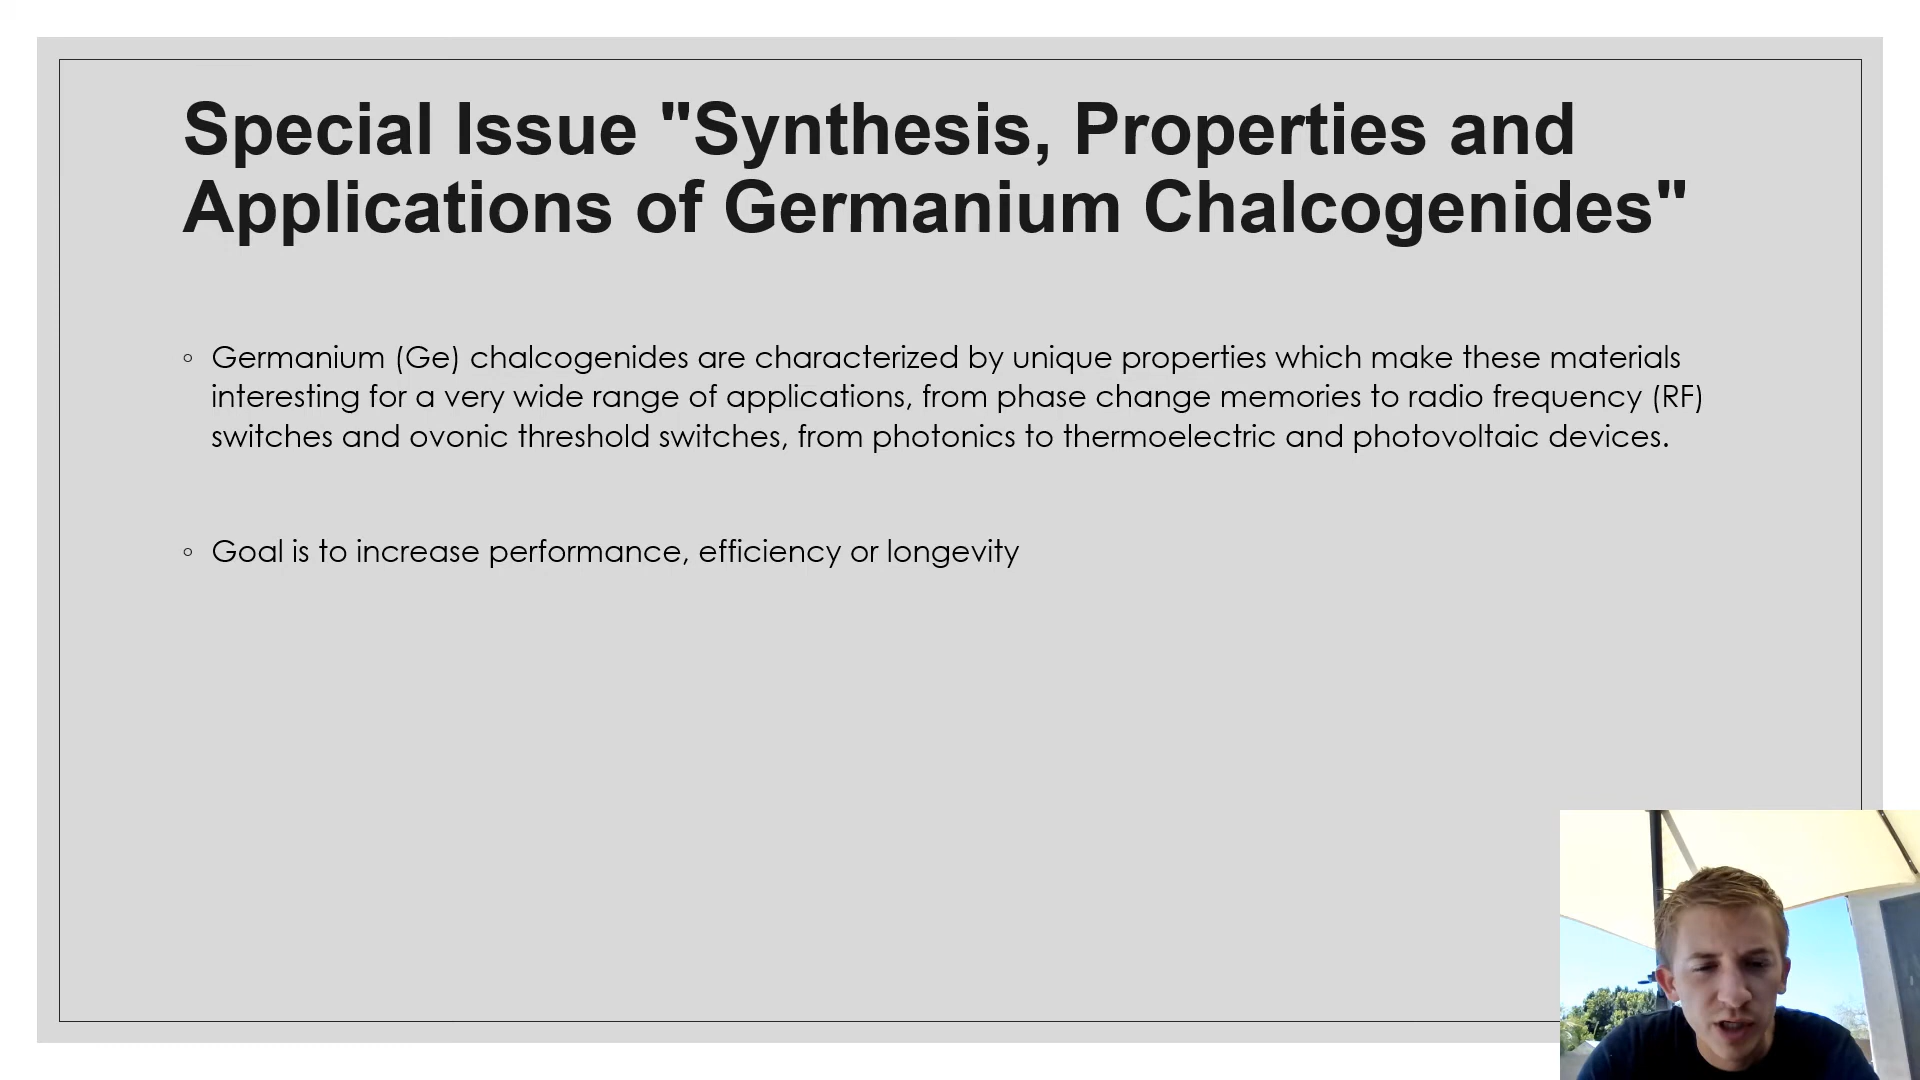 Special Issue "Synthesis, Properties and
Applications of Germanium Chalcogenides"
◦ Germanium (Ge) chalcogenides are characterized by unique properties which make these materials
interesting for a very wide range of applications, from phase change memories to radio frequency (RF)
switches and ovonic threshold switches, from photonics to thermoelectric and photovoltaic devices.
◦ Goal is to increase performance, efficiency or longevity